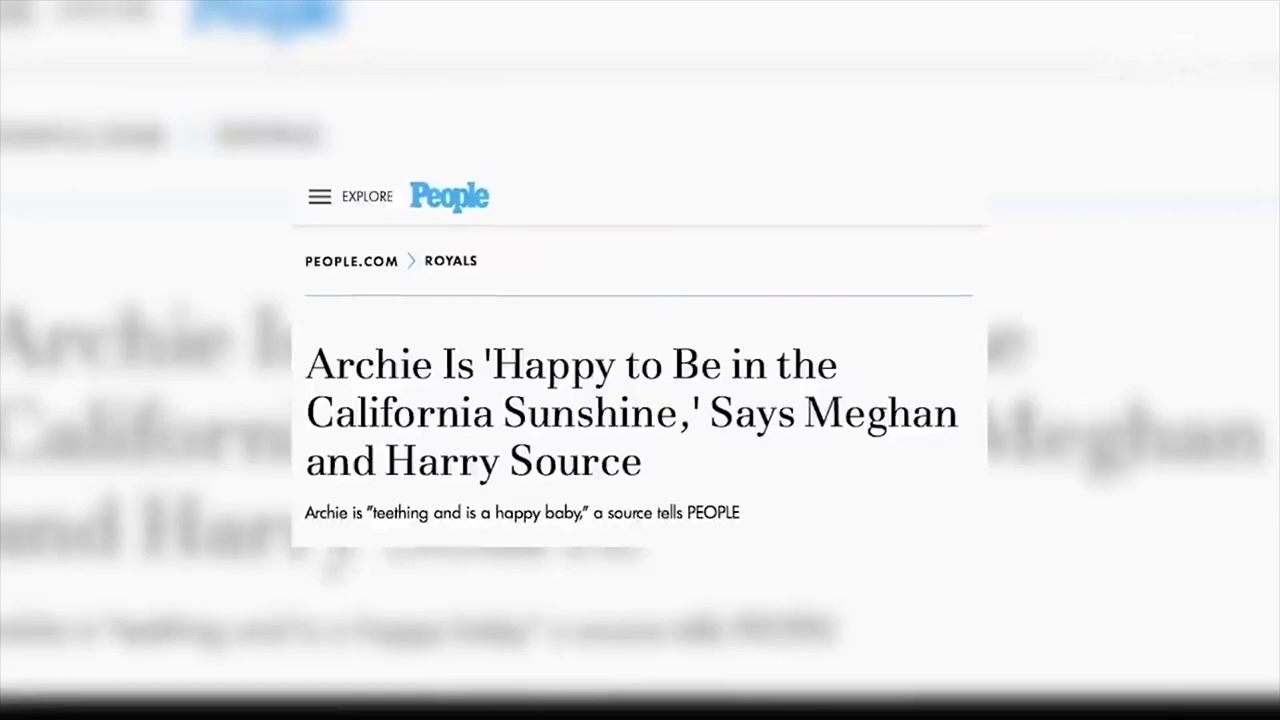 EXPLORE People
PEOPLE.COM > ROYALS
Archie Is 'Happy to Be in the
California Sunshine,' Says Meghan
and Harry Source
Archie is “teething and is a happy baby,” a source tells PEOPLE